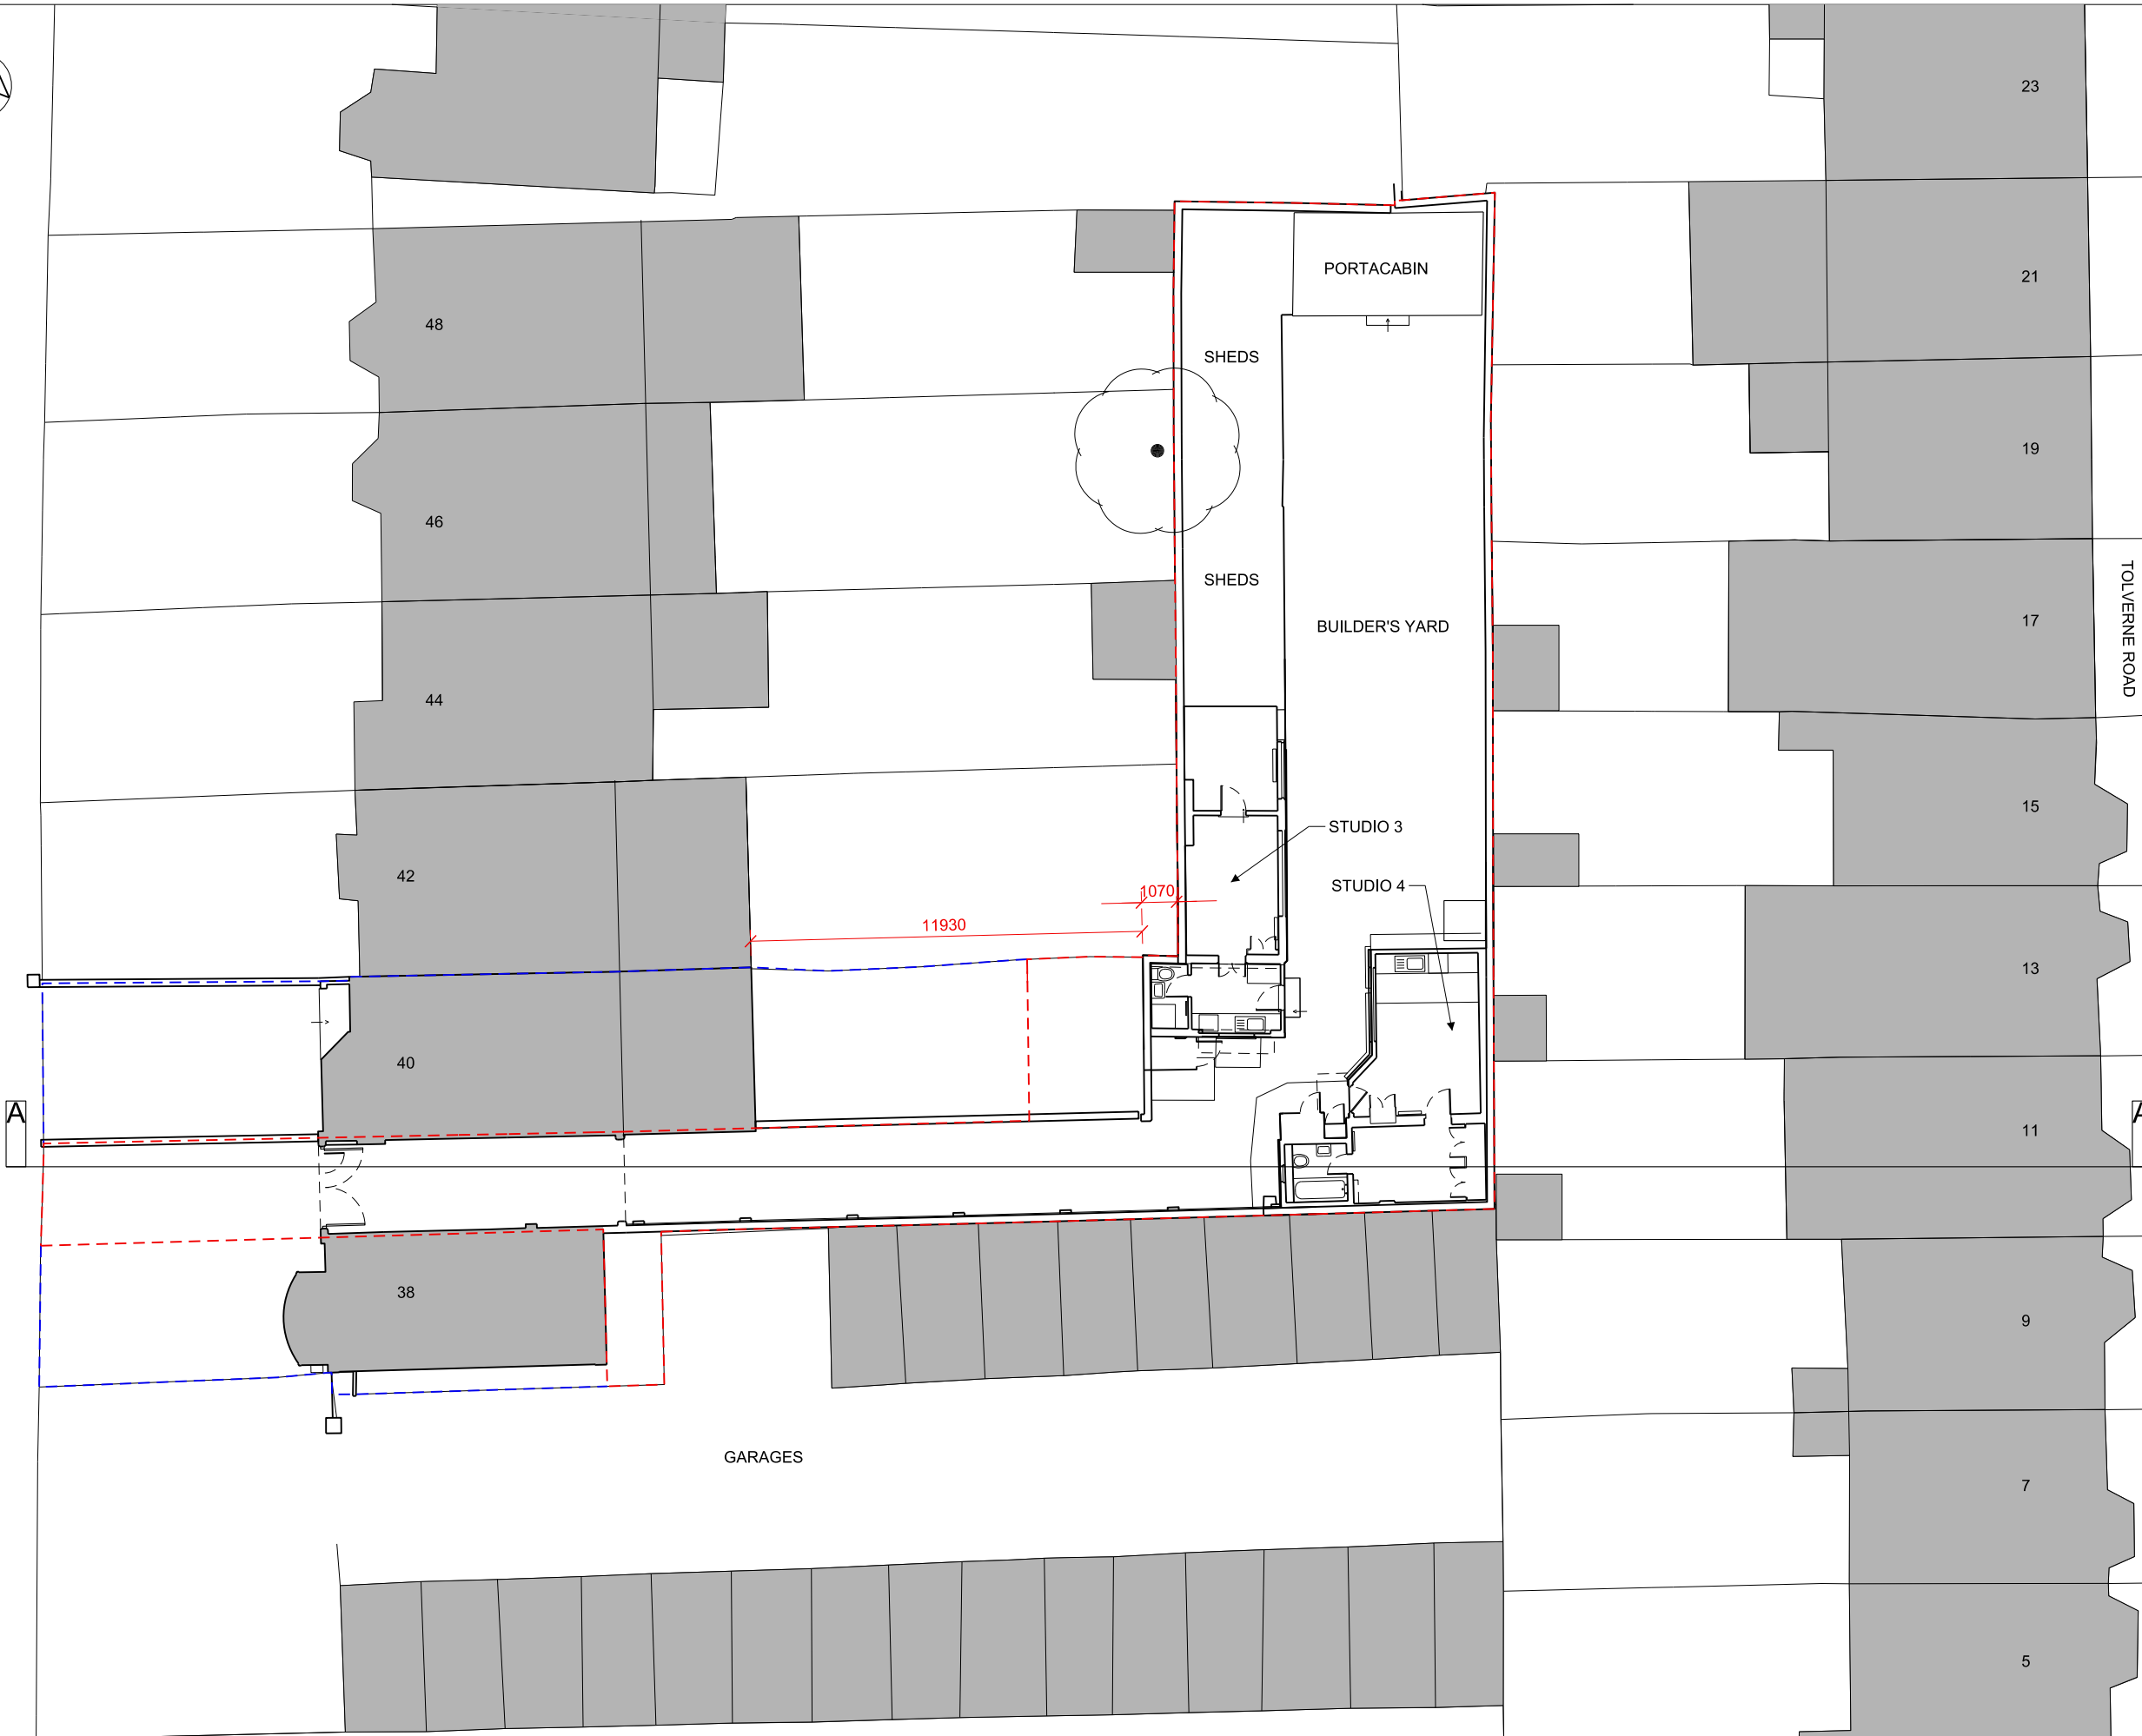 23
PORTACABIN
21
48
SHEDS
19
46
SHEDS
BUILDER'S YARD
17
TOLVERNE ROAD
44
STUDIO 3
15
42
STUDIO 4
1070
11930
13
40
A
A
11
38
9
GARAGES
7
5